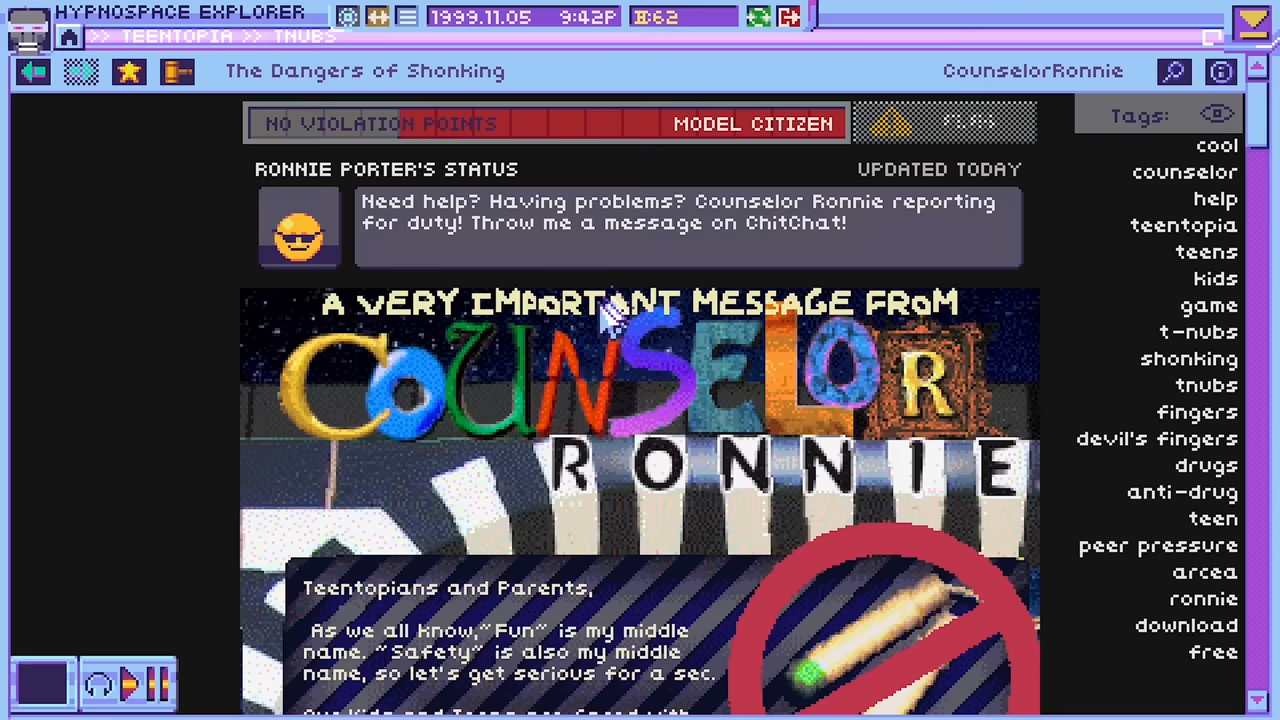 HYPNOSPACE EXPLORER
1999.11.05 9:42P
⧖:62
>> TEENTOPIA >> TNUBS
The Dangers of Shonking
CounselorRonnie
NO VIOLATION POINTS
MODEL CITIZEN
RONNIE PORTER'S STATUS
UPDATED TODAY
Need help? Having problems? Counselor Ronnie reporting
for duty! Throw me a message on ChitChat!
A VERY IMPORTANT MESSAGE FROM
COUNSELOR
RONNIE
Teentopians and Parents,
As we all know,"Fun" is my middle
name. "Safety" is also my middle
name, so let's get serious for a sec.
Tags:
cool
counselor
help
teentopia
teens
kids
game
t-nubs
shonking
tnubs
fingers
devil's fingers
drugs
anti-drug
teen
peer pressure
arcea
ronnie
download
free